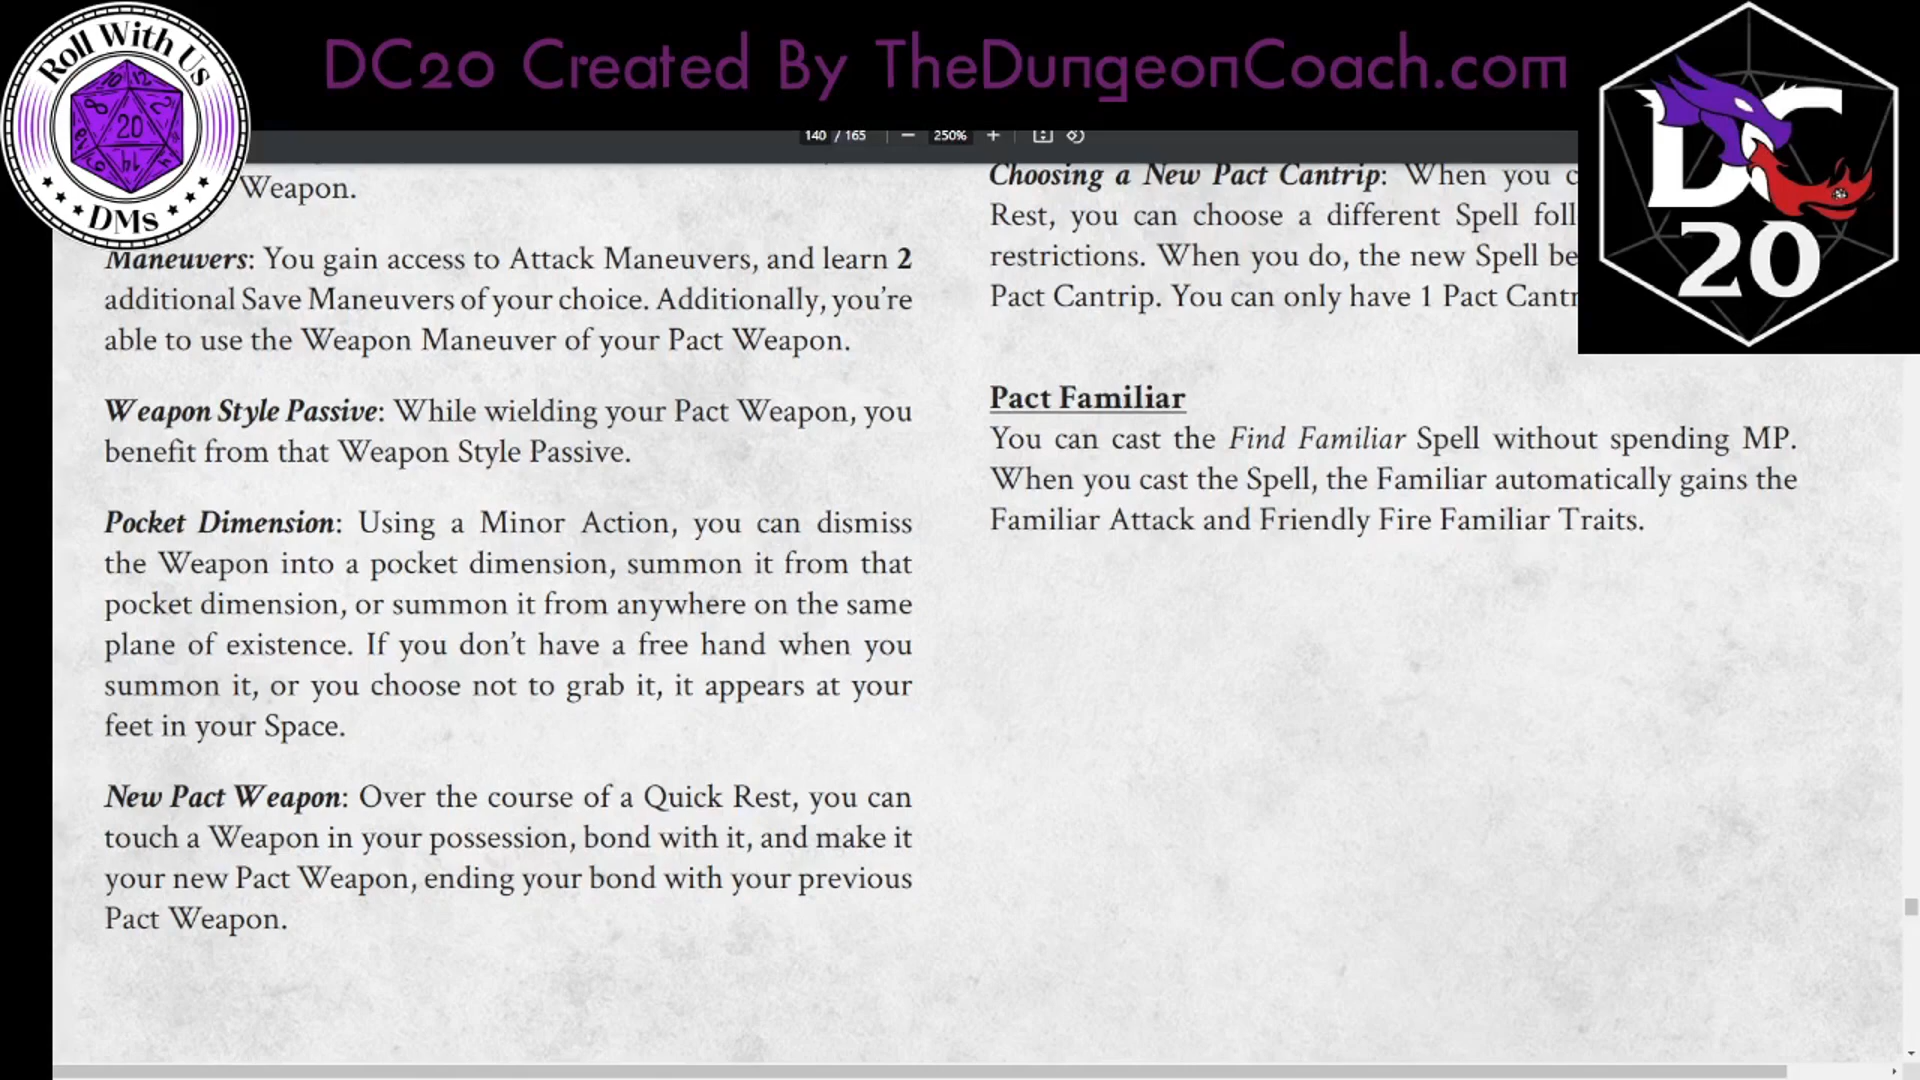 Roll With Us
DMs
20
DC20 Created By TheDungeonCoach.com
DC
20
140 / 165
250%
Weapon.
Maneuvers: You gain access to Attack Maneuvers, and learn 2
additional Save Maneuvers of your choice. Additionally, you're
able to use the Weapon Maneuver of your Pact Weapon.
Weapon Style Passive: While wielding your Pact Weapon, you
benefit from that Weapon Style Passive.
Pocket Dimension: Using a Minor Action, you can dismiss
the Weapon into a pocket dimension, summon it from that
pocket dimension, or summon it from anywhere on the same
plane of existence. If you don't have a free hand when you
summon it, or you choose not to grab it, it appears at your
feet in your Space.
New Pact Weapon: Over the course of a Quick Rest, you can
touch a Weapon in your possession, bond with it, and make it
your new Pact Weapon, ending your bond with your previous
Pact Weapon.
Choosing a New Pact Cantrip: When you c
Rest, you can choose a different Spell foll
restrictions. When you do, the new Spell be
Pact Cantrip. You can only have 1 Pact Cantr
Pact Familiar
You can cast the Find Familiar Spell without spending MP.
When you cast the Spell, the Familiar automatically gains the
Familiar Attack and Friendly Fire Familiar Traits.